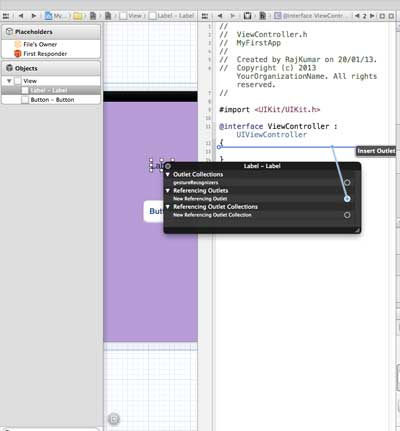 My...
View
Label - Label
@interface ViewContr...
2
Placeholders
File's Owner
First Responder
Objects
View
Label - Label
Button - Button
//
//  ViewController.h
//  MyFirstApp
//
//  Created by RajKumar on 20/01/13.
//  Copyright (c) 2013
YourOrganizationName. All rights
reserved.
//
#import <UIKit/UIKit.h>
@interface ViewController :
UIViewController
{
}
Insert Outlet
Label - Label
Outlet Collections
gestureRecognizers
Referencing Outlets
New Referencing Outlet
Referencing Outlet Collections
New Referencing Outlet Collection